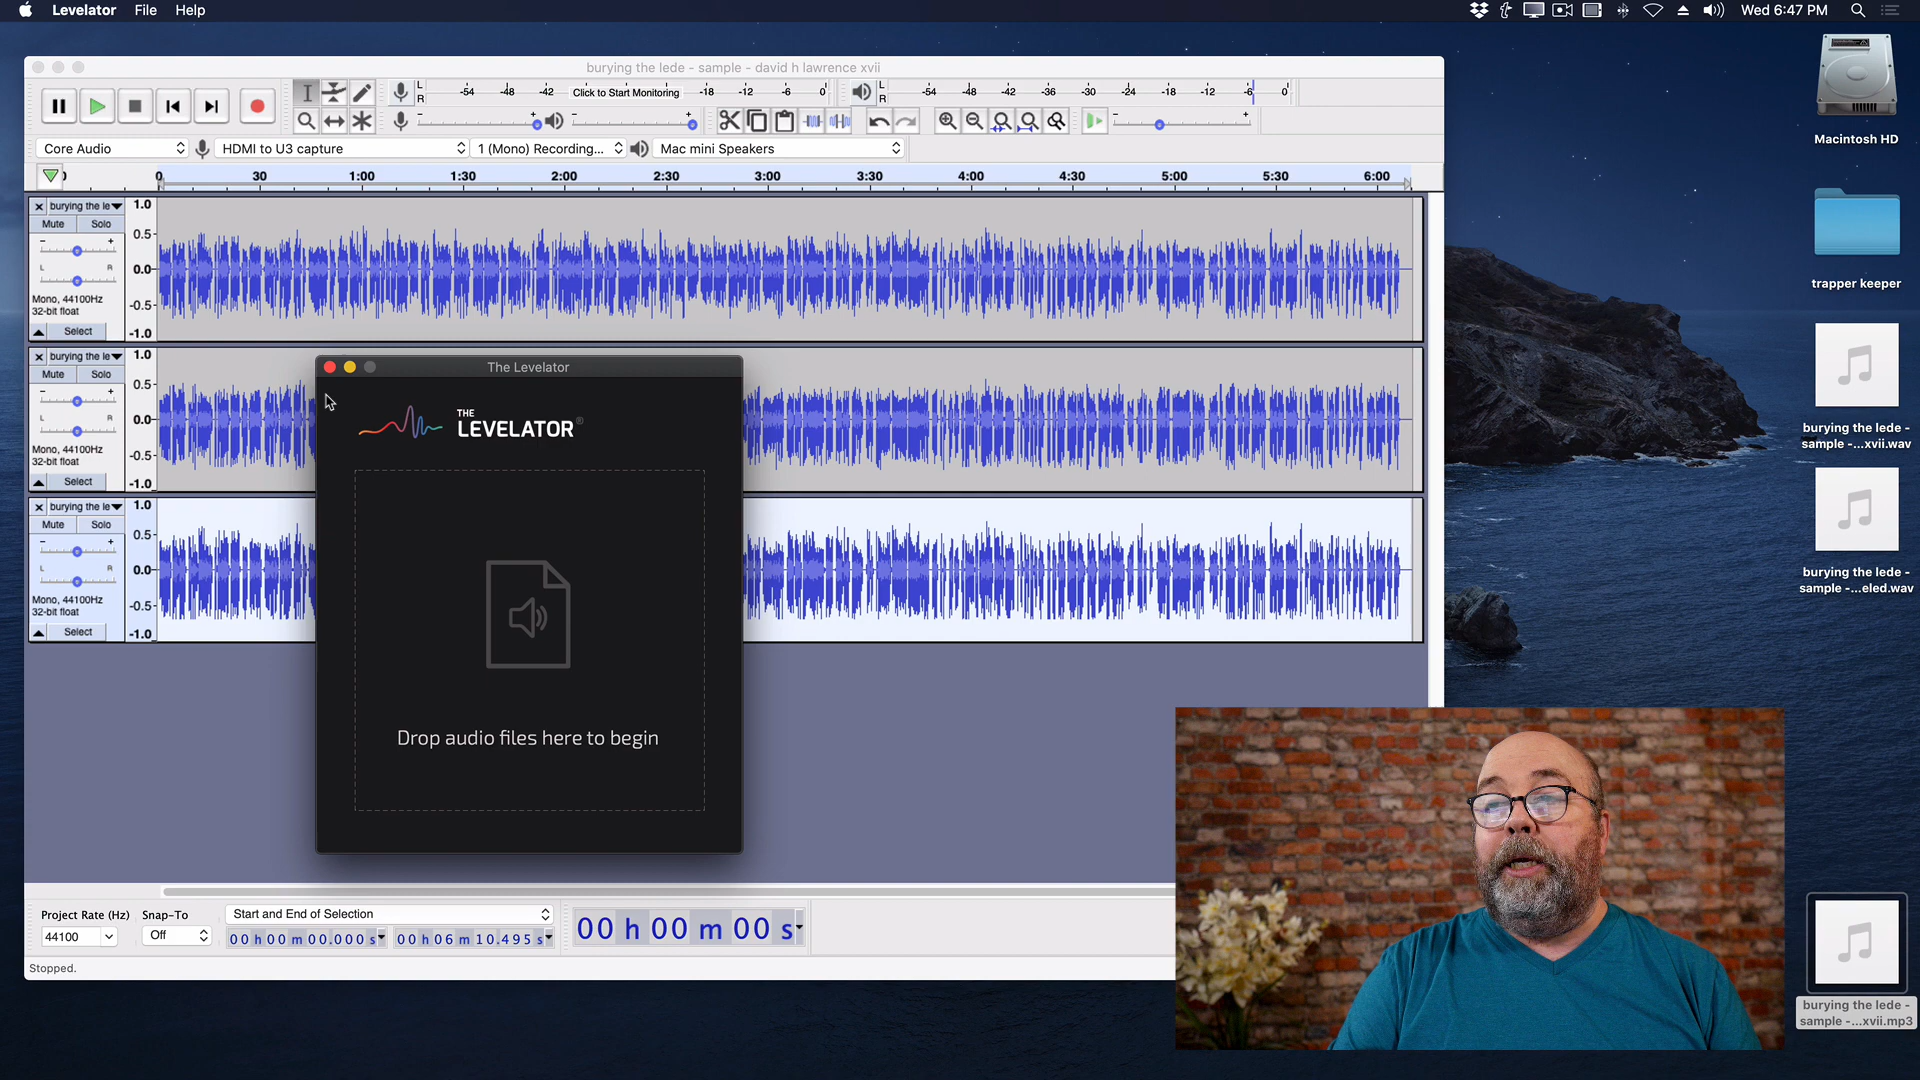 Levelator File Help
Wed 6:47 PM
burying the lede - sample - david h lawrence xvii
L
R
-54 -48 -42 Click to Start Monitoring -18 -12 0
L
R
-54 -48 -42 -36 -30 -24 -18 -12 -6 0
- +
- +
- +
Core Audio HDMI to U3 capture 1 (Mono) Recording... Mac mini Speakers
0 30 1:00 1:30 2:00 2:30 3:00 3:30 4:00 4:30 5:00 5:30 6:00
burying the le
Mute Solo
- +
L R
Mono, 44100Hz
32-bit float
Select
1.0
0.5
0.0
-0.5
-1.0
burying the le
Mute Solo
- +
L R
Mono, 44100Hz
32-bit float
Select
1.0
0.5
0.0
-0.5
-1.0
burying the le
Mute Solo
- +
L R
Mono, 44100Hz
32-bit float
Select
1.0
0.5
0.0
-0.5
-1.0
The Levelator
THE
LEVELATOR®
Drop audio files here to begin
Project Rate (Hz) Snap-To Start and End of Selection
44100 Off 00 h 00 m 00.000 s 00 h 06 m 10.495 s
00 h 00 m 00 s
Stopped.
Macintosh HD
trapper keeper
burying the lede -
sample -...xvii.wav
burying the lede -
sample -...eled.wav
burying the lede -
sample -...xvii.mp3